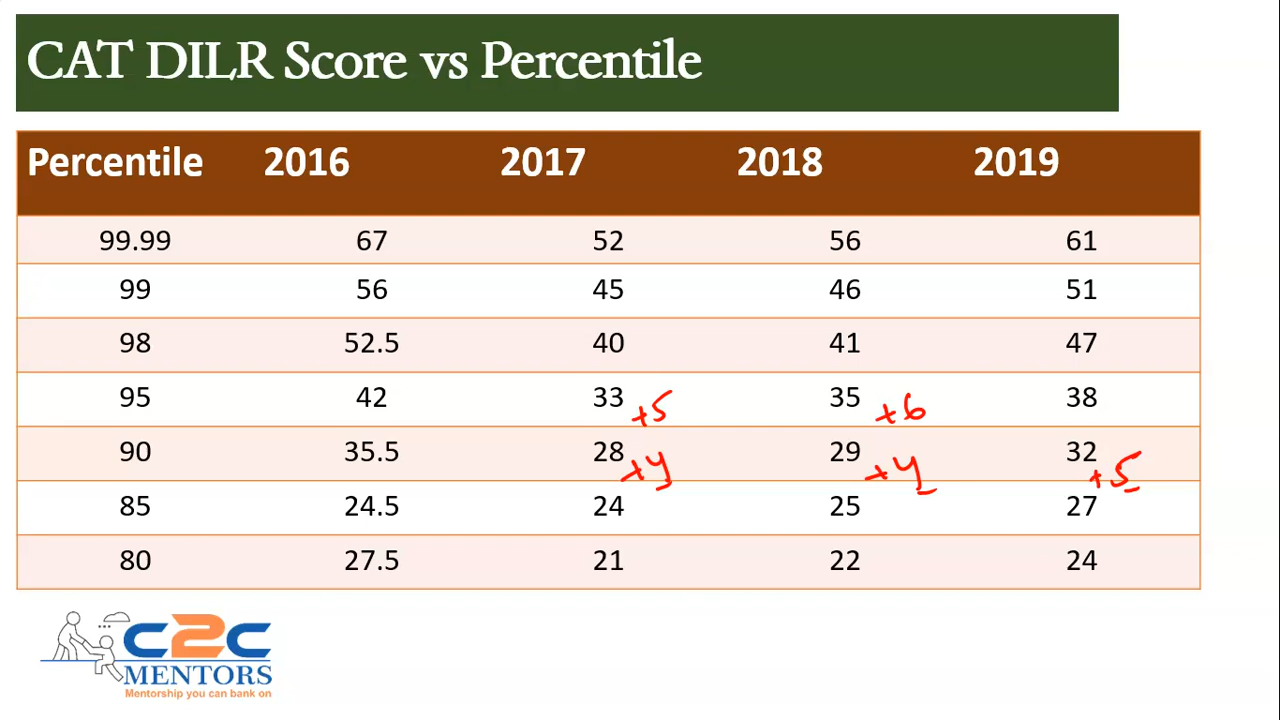 CAT DILR Score vs Percentile
Percentile 2016 2017 2018 2019
99.99 67 52 56 61
99 56 45 46 51
98 52.5 40 41 47
95 42 33 35 38
+5 +6
90 35.5 28 29 32
+4 +4 +5
85 24.5 24 25 27
80 27.5 21 22 24
C2C
MENTORS
Mentorship you can bank on